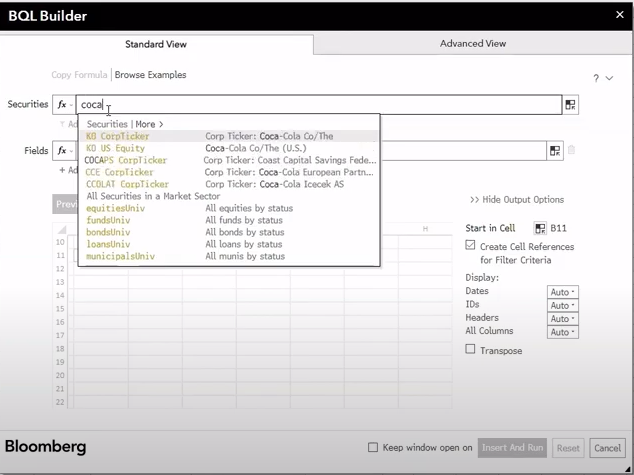 BQL Builder
Standard View
Advanced View
Copy Formula | Browse Examples
?
Securities
fx
coca
Securities | More >
KO CorpTicker Corp Ticker: Coca-Cola Co/The
KO US Equity Coca-Cola Co/The (U.S.)
COCAPS CorpTicker Corp Ticker: Coast Capital Savings Fede...
CCE CorpTicker Corp Ticker: Coca-Cola European Partn...
CCOLAT CorpTicker Corp Ticker: Coca-Cola Icecek AS
All Securities in a Market Sector
equitiesUniv All equities by status
fundsUniv All funds by status
bondsUniv All bonds by status
loansUniv All loans by status
municipalsUniv All munis by status
Fields
fx
+ Ad
Previ
>> Hide Output Options
H
10
11
12
13
14
15
16
17
18
19
20
21
22
Start in Cell B11
Create Cell References
for Filter Criteria
Display:
Dates Auto
IDs Auto
Headers Auto
All Columns Auto
Transpose
Bloomberg
Keep window open on
Insert And Run
Reset
Cancel